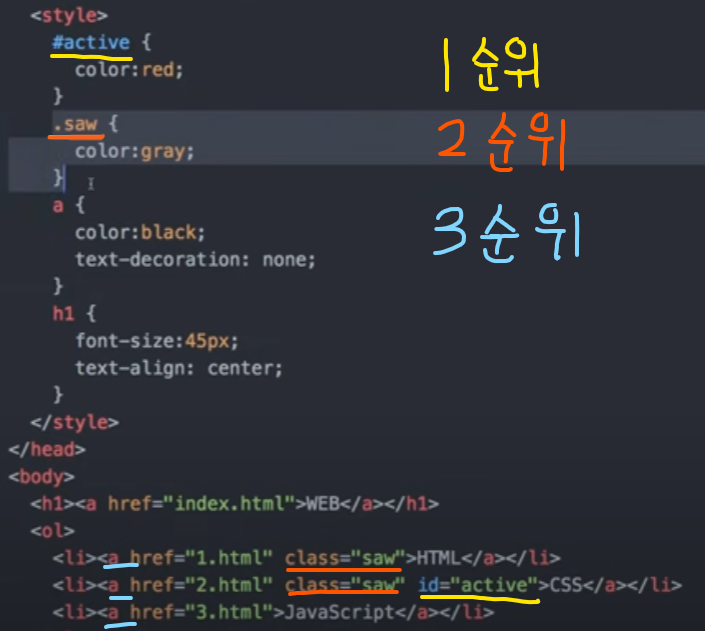 <style>
#active { 1순위
color:red;
}
.saw { 2순위
color:gray;
}
a { 3순위
color:black;
text-decoration: none;
}
h1 {
font-size:45px;
text-align: center;
}
</style>
</head>
<body>
<h1><a href="index.html">WEB</a></h1>
<ol>
<li><a href="1.html" class="saw">HTML</a></li>
<li><a href="2.html" class="saw" id="active">CSS</a></li>
<li><a href="3.html">JavaScript</a></li>